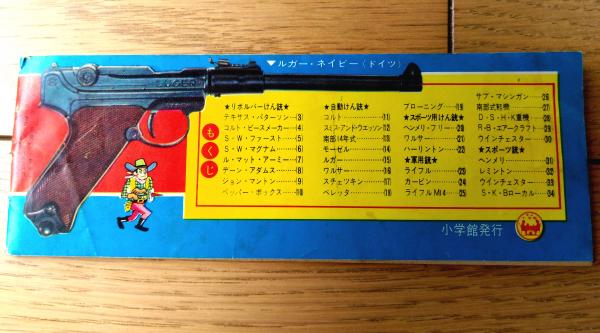 ▼ルガー・ネイビー(ドイツ)
もくじ
★リボルバーけん銃★
テキサス・パターソン……(3)
コルト・ピースメーカー…(4)
S・W・ファースト……(5)
S・W・マグナム……(6)
ル・マット・アーミー…(7)
デーン・アダムス……(8)
ジョン・マントン……(9)
ペッパー・ボックス……10
★自動けん銃★
コルト……11
スミス・アンド・ウエッソン…12
南部14年式……13
モーゼル……14
ルガー……15
ワルサー……16
スチェッキン……17
ベレッタ……18
ブローニング……19
★スポーツ用けん銃★
ヘンメリ・フリー……20
ワルサー……21
ハーリントン……22
★軍用銃★
ライフル……23
カービン……24
ライフルM14……25
サブ・マシンガン……26
南部式軽機……27
D・S・H・K重機……28
R・B・エアークラフト…29
ウインチェスター……30
★スポーツ銃★
ヘンメリ……31
レミントン……32
ウインチェスター……33
S・K・Bローカル……34
小学館発行